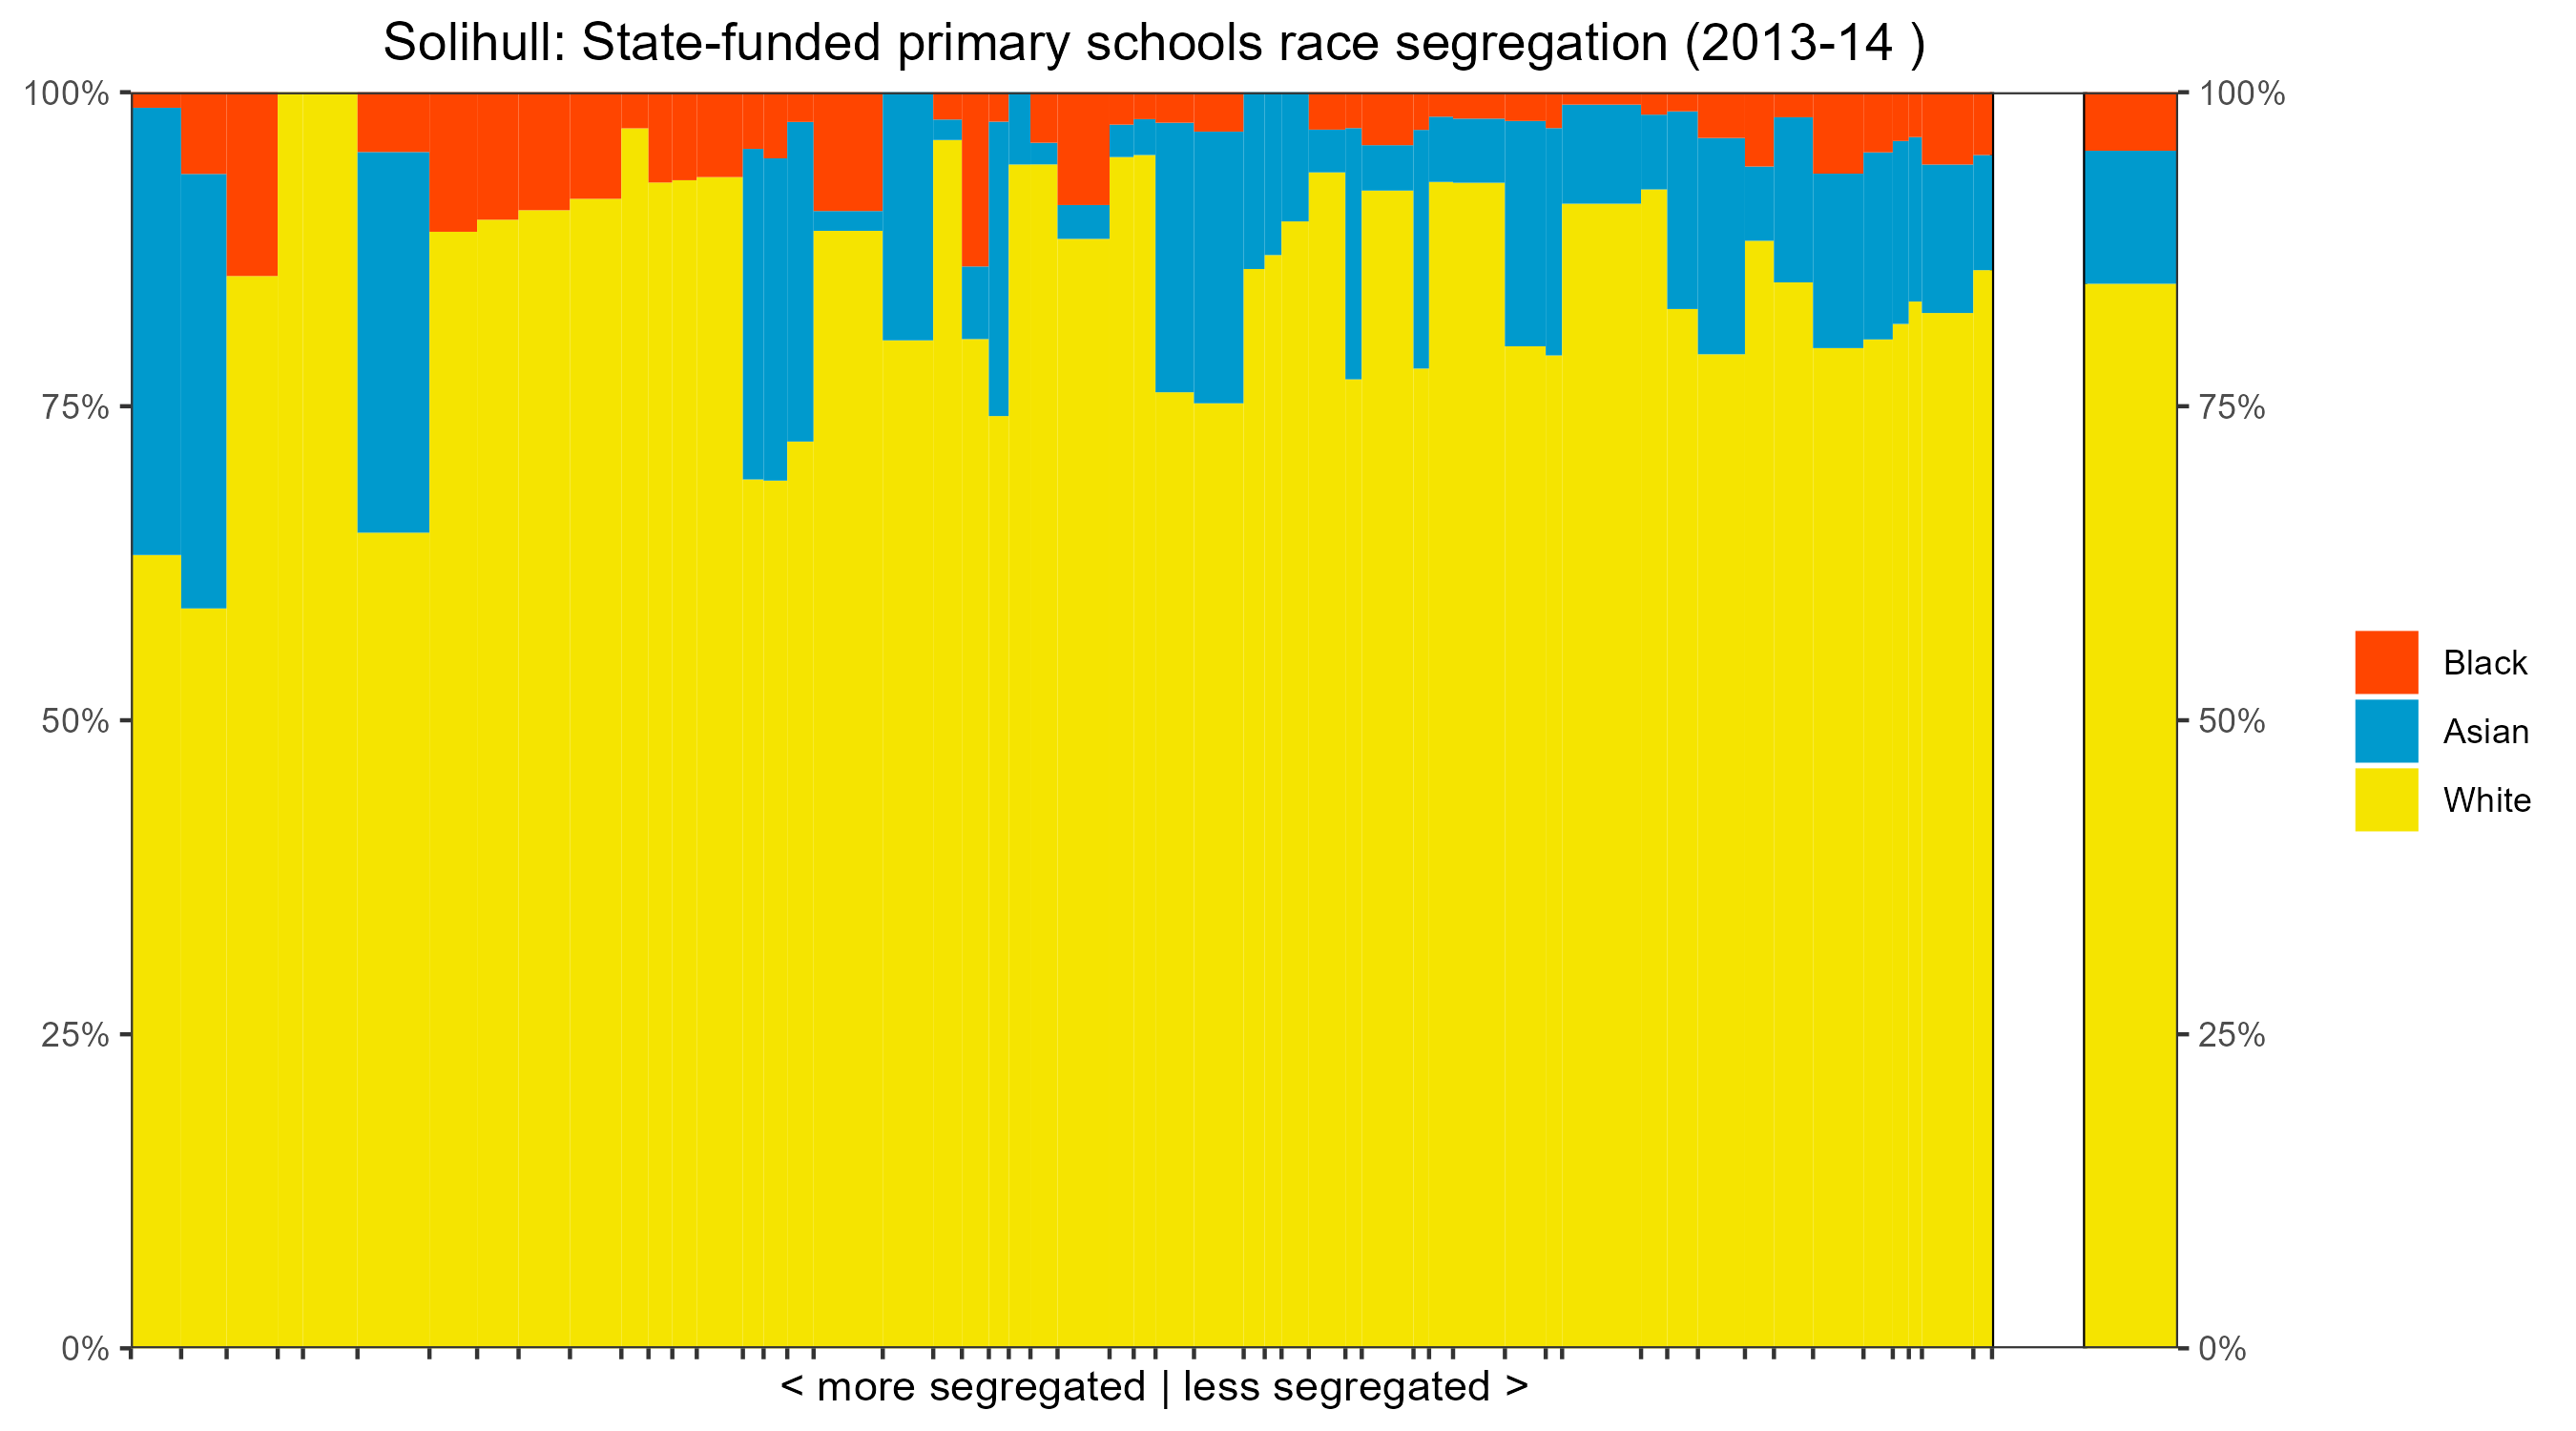 Solihull: State-funded primary schools race segregation (2013-14 )
100%
75%
50%
25%
0%
100%
75%
50%
25%
0%
Black
Asian
White
< more segregated | less segregated >